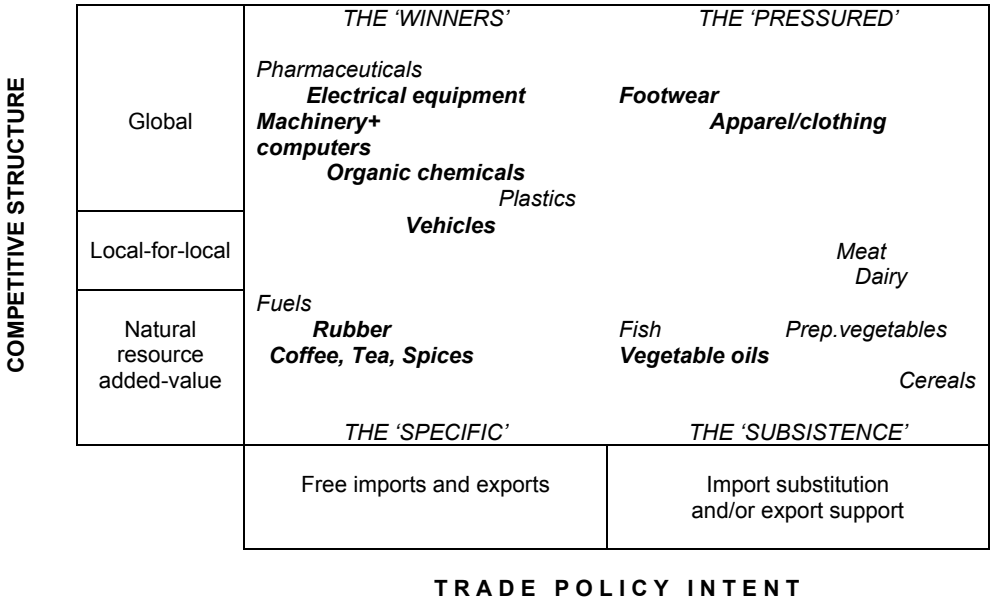 THE 'WINNERS' THE 'PRESSURED'
COMPETITIVE STRUCTURE
Global
Pharmaceuticals
Electrical equipment Footwear
Machinery+ Apparel/clothing
computers
Organic chemicals
Plastics
Vehicles
Local-for-local
Meat
Dairy
Natural
resource
added-value
Fuels
Rubber Fish Prep.vegetables
Coffee, Tea, Spices Vegetable oils
Cereals
THE 'SPECIFIC' THE 'SUBSISTENCE'
Free imports and exports
Import substitution
and/or export support
TRADE POLICY INTENT